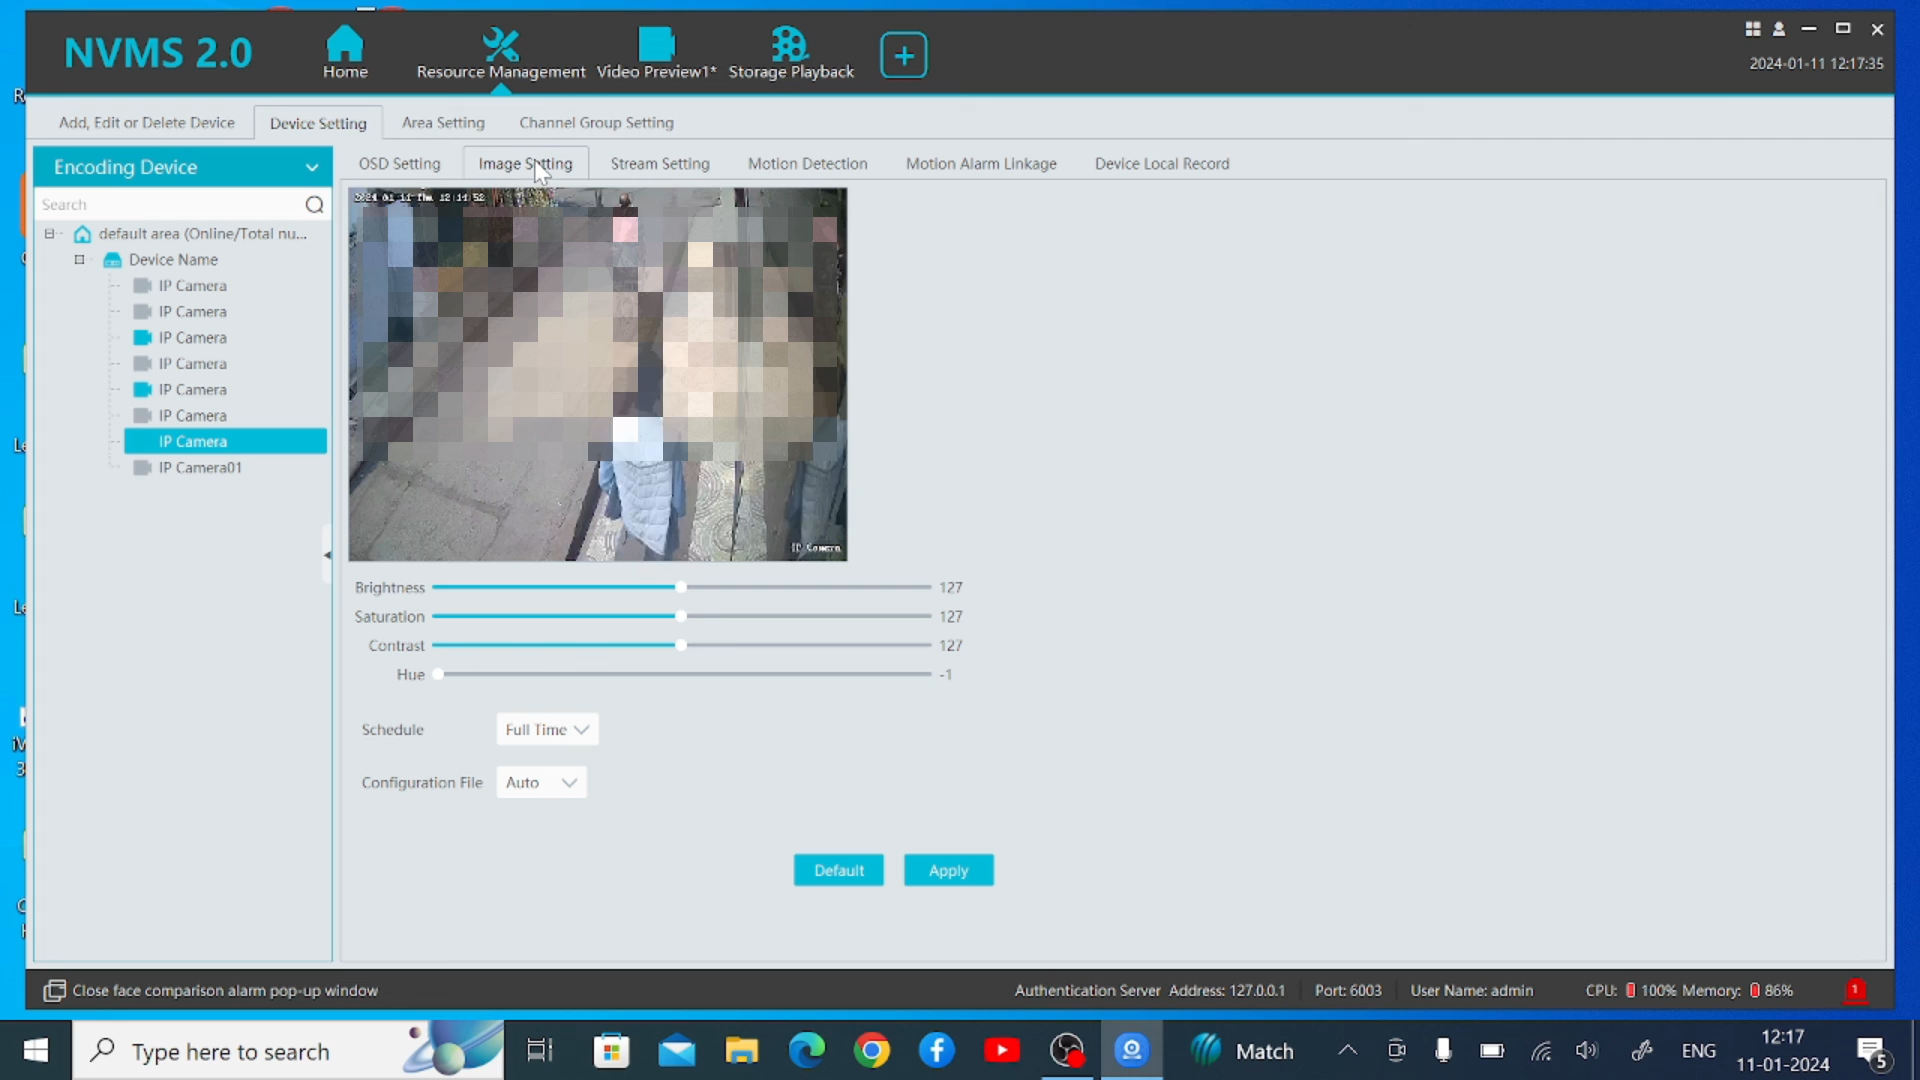 NVMS 2.0
Home
Resource Management
Video Preview1*
Storage Playback
2024-01-11 12:17:35
Add, Edit or Delete Device
Device Setting
Area Setting
Channel Group Setting
Encoding Device
OSD Setting
Image Setting
Stream Setting
Motion Detection
Motion Alarm Linkage
Device Local Record
Search
default area (Online/Total nu...
Device Name
IP Camera
IP Camera
IP Camera
IP Camera
IP Camera
IP Camera
IP Camera
IP Camera01
IP Camera
Brightness 127
Saturation 127
Contrast 127
Hue -1
Schedule Full Time
Configuration File Auto
Default
Apply
Close face comparison alarm pop-up window
Authentication Server Address: 127.0.0.1
Port: 6003
User Name: admin
CPU: 100% Memory: 86%
1
Type here to search
Match
ENG
12:17
11-01-2024
5